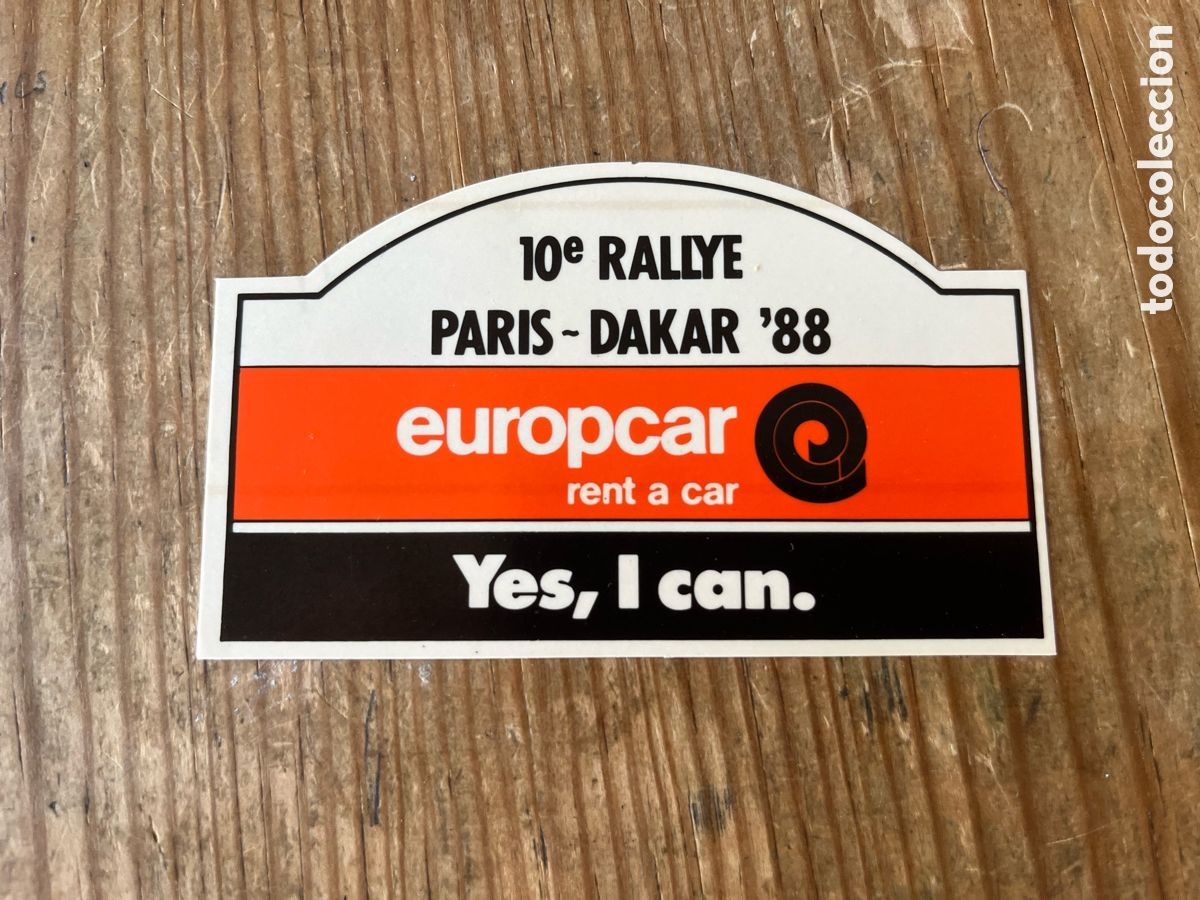 10e RALLYE
PARIS ~ DAKAR '88
europcar
rent a car
Yes, I can.
todocoleccion